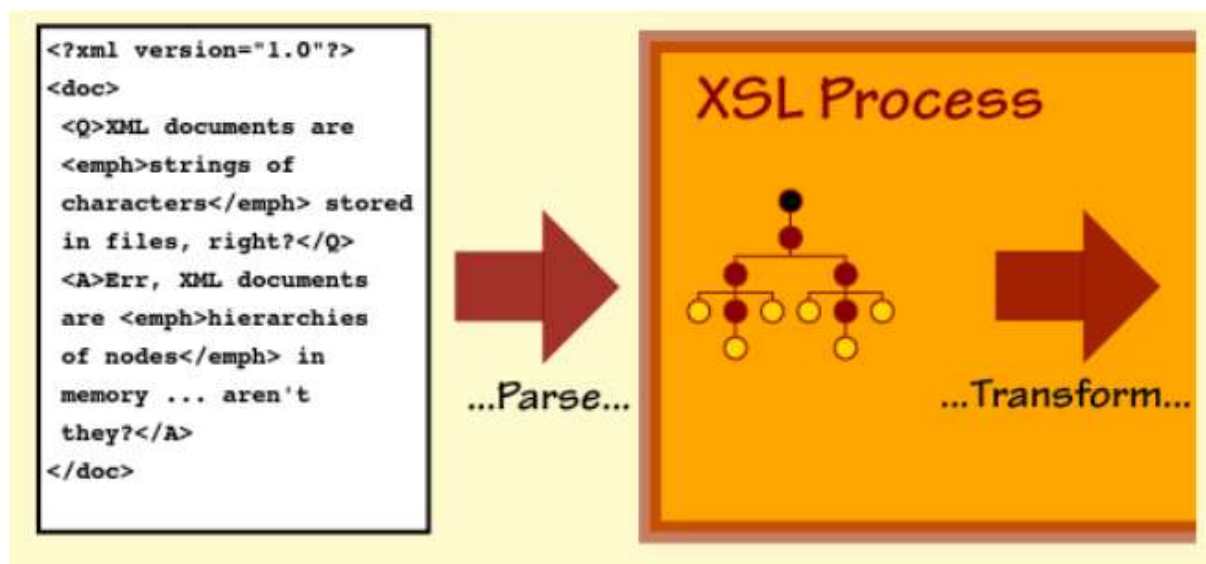 <?xml version="1.0"?>
<doc>
<Q>XML documents are
<emph>strings of
characters</emph> stored
in files, right?</Q>
<A>Err, XML documents
are <emph>hierarchies
of nodes</emph> in
memory ... aren't
they?</A>
</doc>
...Parse...
XSL Process
...Transform...